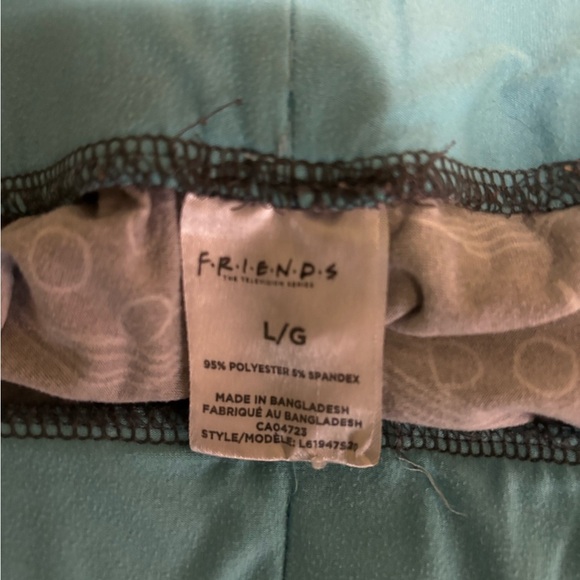 F·R·I·E·N·D·S
THE TELEVISION SERIES
L/G
95% POLYESTER 5% SPANDEX
MADE IN BANGLADESH
FABRIQUÉ AU BANGLADESH
CA04723
STYLE/MODÈLE: